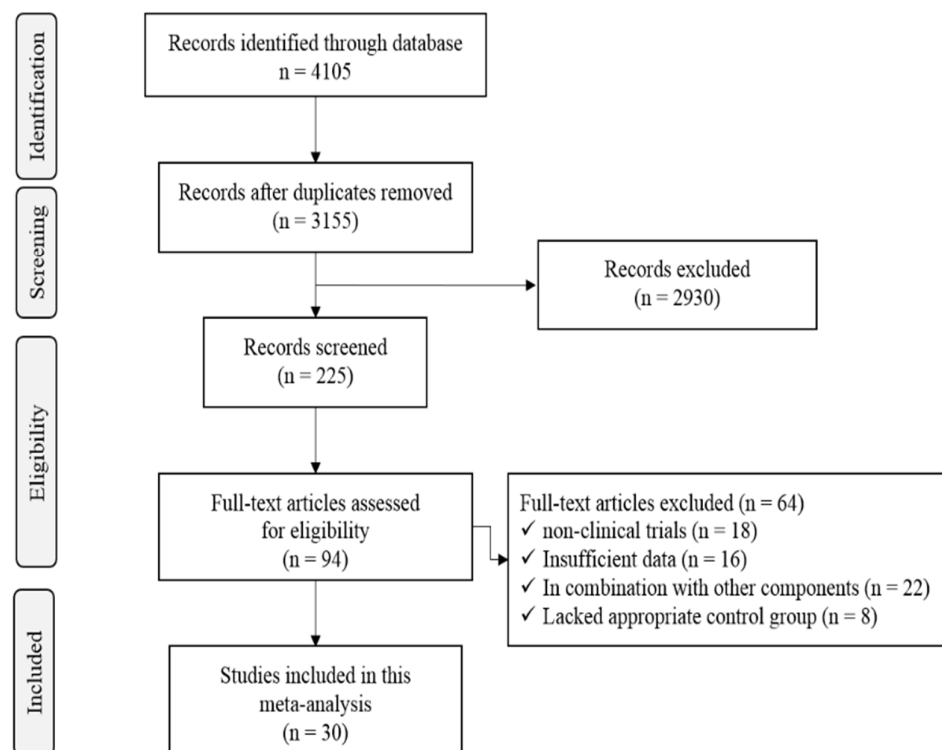 Identification
Records identified through database
n = 4105
Records after duplicates removed
(n = 3155)
Screening
Records excluded
(n = 2930)
Records screened
(n = 225)
Eligibility
Full-text articles assessed
for eligibility
(n = 94)
Full-text articles excluded (n = 64)
✓ non-clinical trials (n = 18)
✓ Insufficient data (n = 16)
✓ In combination with other components (n = 22)
✓ Lacked appropriate control group (n = 8)
Included
Studies included in this
meta-analysis
(n = 30)